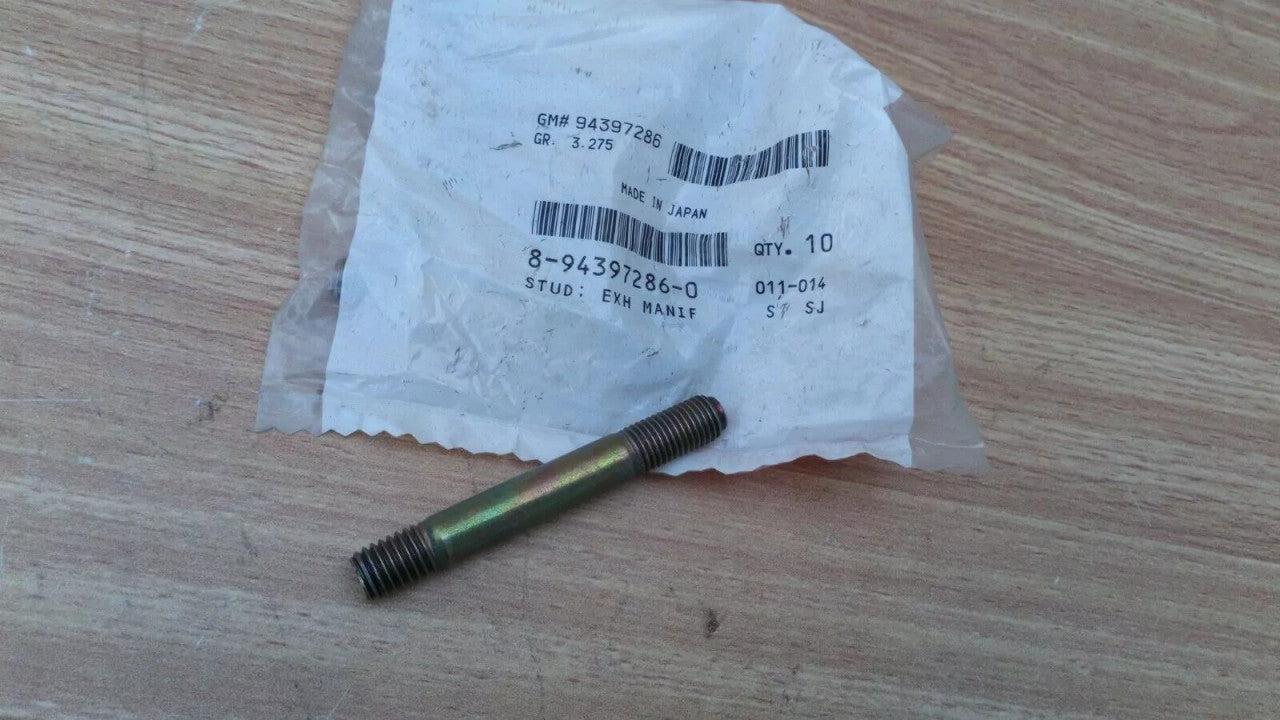 GM# 94397286
GR. 3.275
MADE IN JAPAN
QTY. 10
8-94397286-0
011-014
STUD; EXH MANIF
SJ